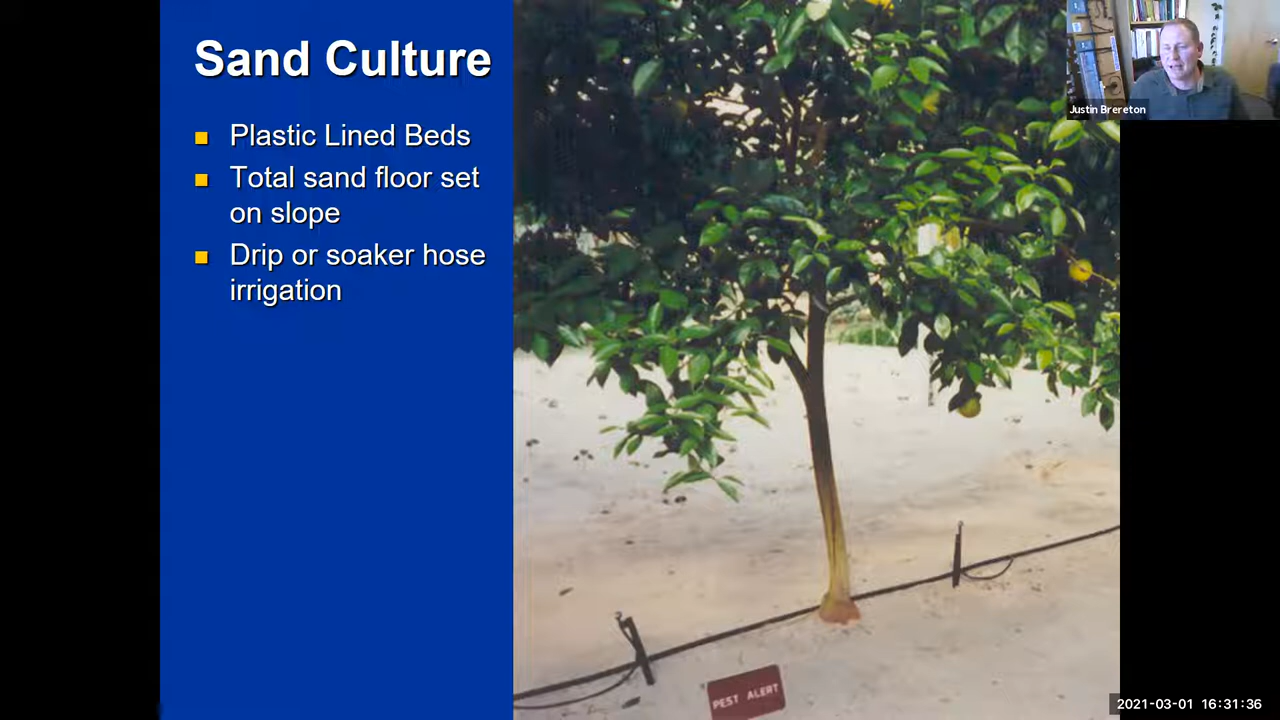 Sand Culture
Plastic Lined Beds
Total sand floor set
on slope
Drip or soaker hose
irrigation
Justin Brereton
PEST ALERT
2021-03-01 16:31:36